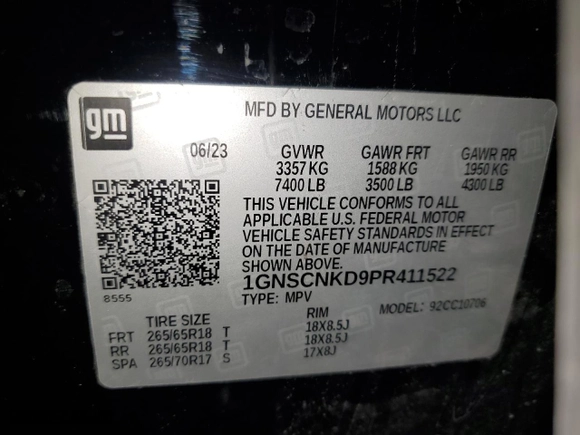 gm
MFD BY GENERAL MOTORS LLC
06/23
GVWR GAWR FRT GAWR RR
3357 KG 1588 KG 1950 KG
7400 LB 3500 LB 4300 LB
THIS VEHICLE CONFORMS TO ALL
APPLICABLE U.S. FEDERAL MOTOR
VEHICLE SAFETY STANDARDS IN EFFECT
ON THE DATE OF MANUFACTURE
SHOWN ABOVE.
1GNSCNKD9PR411522
8555
TYPE: MPV MODEL: 92CC10706
TIRE SIZE RIM
FRT 265/65R18 T 18X8.5J
RR 265/65R18 T 18X8.5J
SPA 265/70R17 S 17X8J